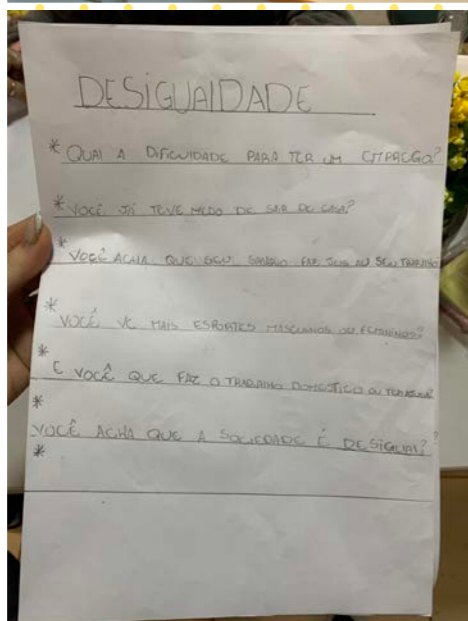 DESIGUALDADE
* QUAL A DIFICULDADE PARA TER UM EMPREGO?
* VOCÊ JÁ TEVE MEDO DE SAIR DE CASA?
* VOCÊ ACHA QUE SEU SALÁRIO FAZ JUS AO SEU TRABALHO
* VOCÊ VE MAIS ESPORTES MASCULINOS OU FEMININOS?
* E VOCÊ QUE FAZ O TRABALHO DOMÉSTICO OU
* VOCÊ ACHA QUE A SOCIEDADE É DESIGUAL?
*